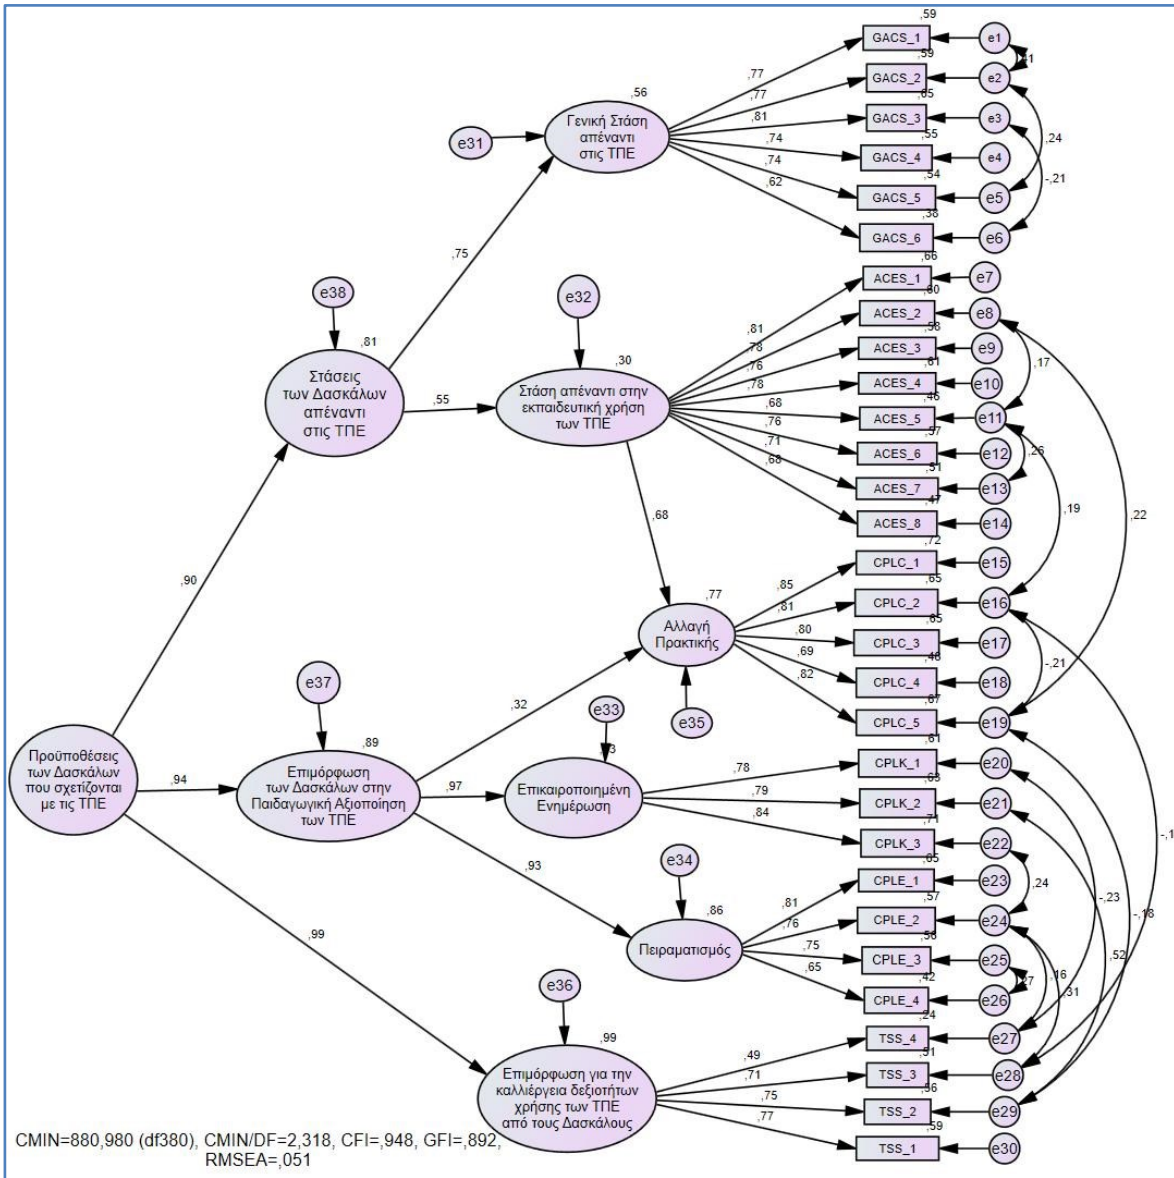 ,59
GACS_1
e1
,41
,59
GACS_2
e2
,77
,77
,65
GACS_3
e3
,81
,56
Γενική Στάση
απέναντι
στις ΤΠΕ
e31
,55
GACS_4
e4
,74
,24
,54
GACS_5
e5
,74
-,21
,38
GACS_6
e6
,62
,75
,66
ACES_1
e7
e38
e32
,60
ACES_2
e8
,81
,58
ACES_3
e9
,78
,17
,81
Στάσεις
των Δασκάλων
απέναντι
στις ΤΠΕ
,55
,30
Στάση απέναντι στην
εκπαιδευτική χρήση
των ΤΠΕ
,76
,61
ACES_4
e10
,78
,46
ACES_5
e11
,68
,57
ACES_6
e12
,76
,26
,51
ACES_7
e13
,71
,47
ACES_8
e14
,68
,19
,22
,68
,72
CPLC_1
e15
,85
,90
,65
CPLC_2
e16
,81
,77
Αλλαγή
Πρακτικής
,65
CPLC_3
e17
,80
-,21
,48
CPLC_4
e18
,69
e37
,67
CPLC_5
e19
,82
,32
e33
e35
,61
CPLK_1
e20
,78
Προϋποθέσεις
των Δασκάλων
που σχετίζονται
με τις ΤΠΕ
,94
,89
Επιμόρφωση
των Δασκάλων στην
Παιδαγωγική Αξιοποίηση
των ΤΠΕ
,97
Επικαιροποιημένη
Ενημέρωση
,63
CPLK_2
e21
,79
,71
CPLK_3
e22
,84
-,1
e34
,93
,65
CPLE_1
e23
,81
,24
-,23
-,18
,86
Πειραματισμός
,57
CPLE_2
e24
,76
,56
CPLE_3
e25
,75
,27
,16
,52
,42
CPLE_4
e26
,65
,31
,99
e36
,24
TSS_4
e27
,49
,99
Επιμόρφωση για την
καλλιέργεια δεξιοτήτων
χρήσης των ΤΠΕ
από τους Δασκάλους
,51
TSS_3
e28
,71
,56
TSS_2
e29
,75
,59
TSS_1
e30
,77
CMIN=880,980 (df380), CMIN/DF=2,318, CFI=,948, GFI=,892,
RMSEA=,051